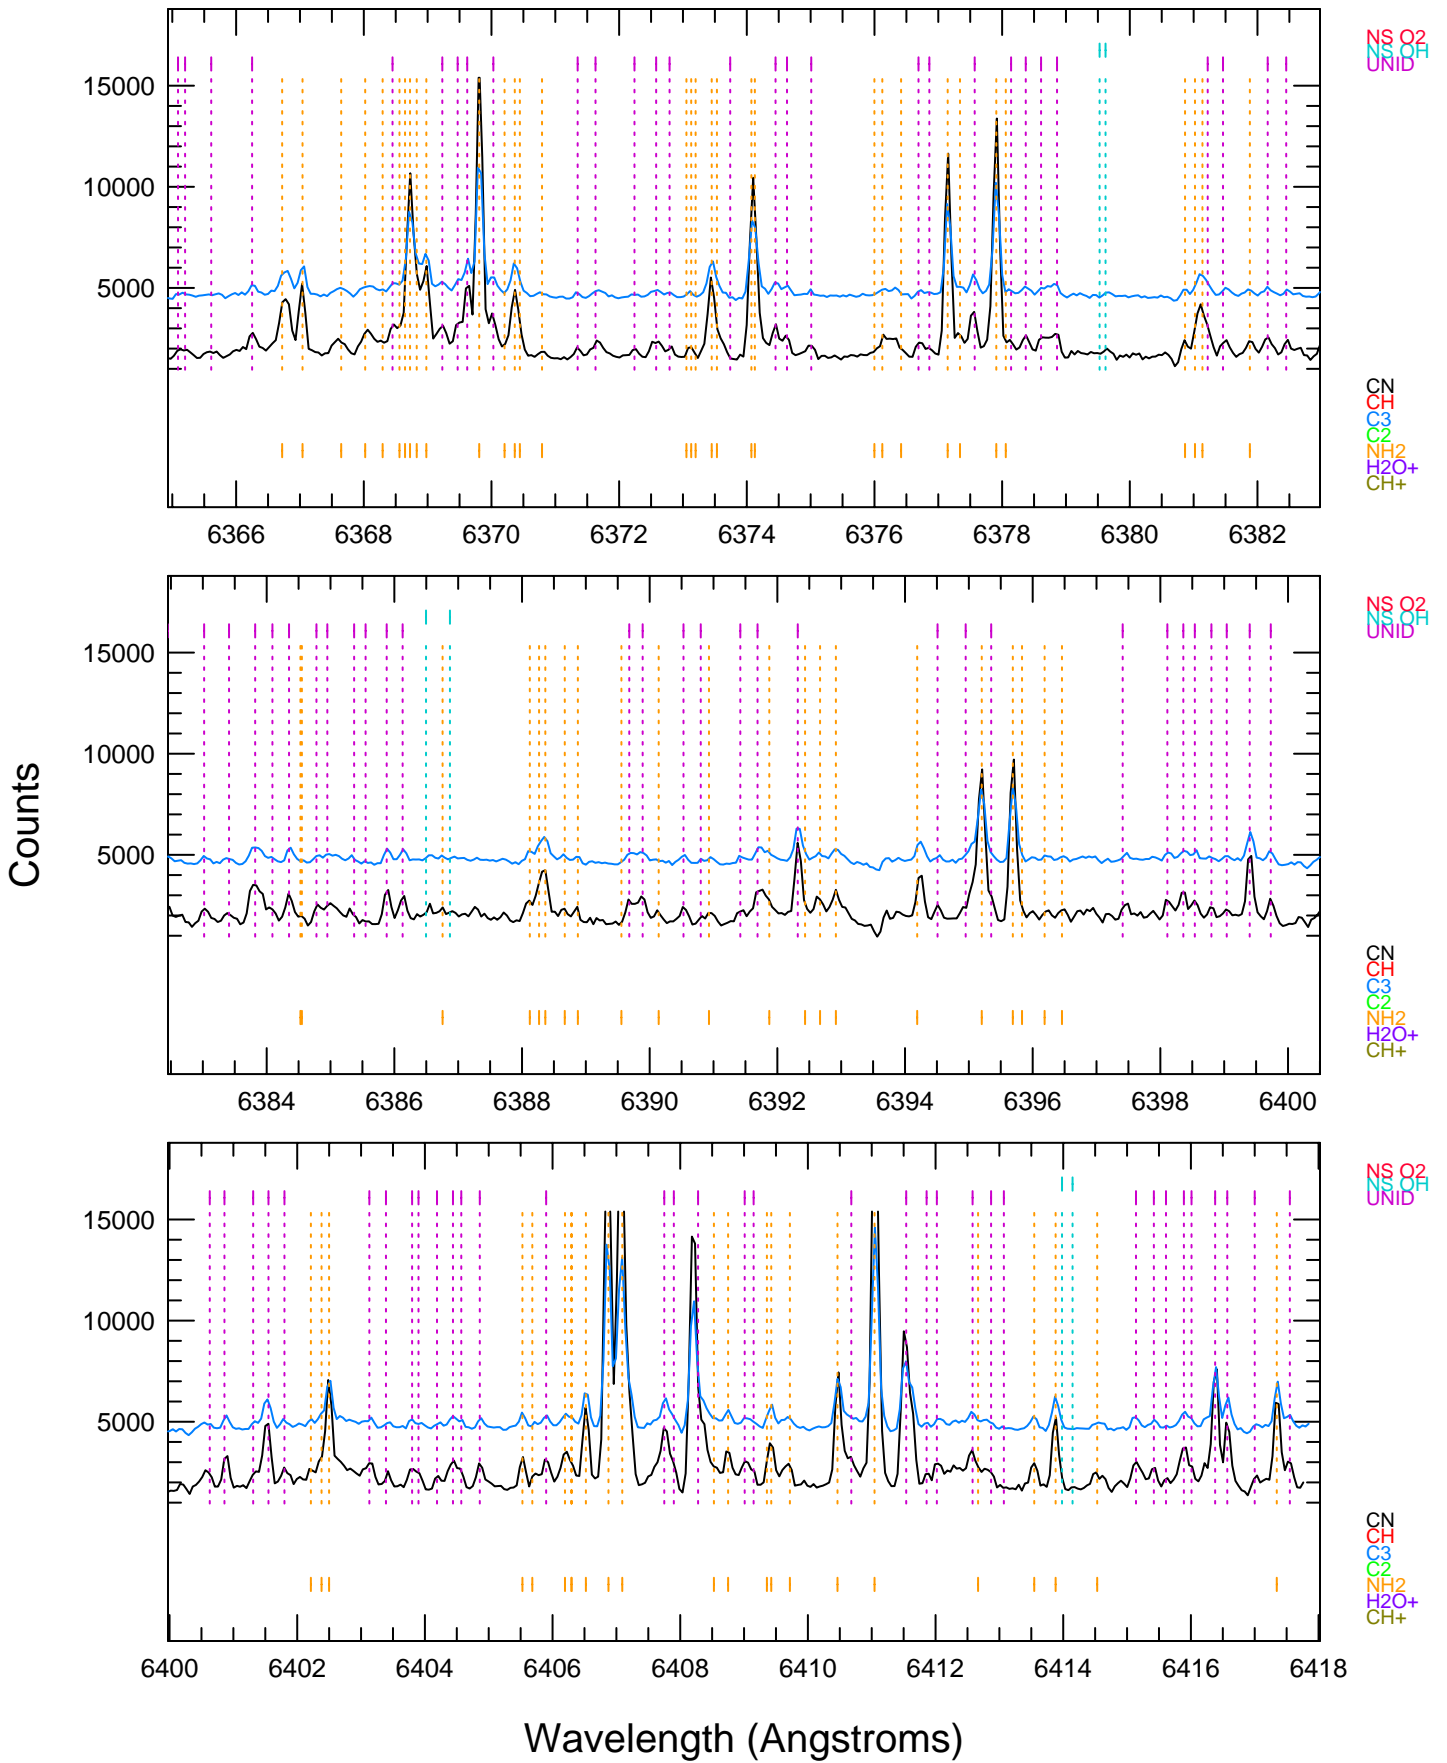 NS O2
NS OH
UNID
15000
10000
5000
CN
CH
C3
C2
NH2
H2O+
CH+
6366 6368 6370 6372 6374 6376 6378 6380 6382
NS O2
NS OH
UNID
15000
10000
5000
CN
CH
C3
C2
NH2
H2O+
CH+
6384 6386 6388 6390 6392 6394 6396 6398 6400
Counts
NS O2
NS OH
UNID
15000
10000
5000
CN
CH
C3
C2
NH2
H2O+
CH+
6400 6402 6404 6406 6408 6410 6412 6414 6416 6418
Wavelength (Angstroms)